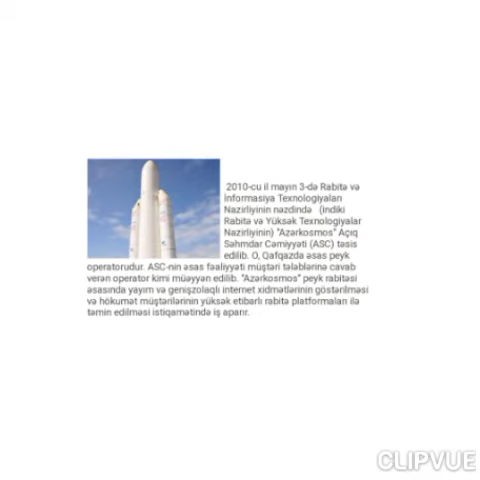 2010-cu il mayın 3-də Rabitə və
İnformasiya Texnologiyaları
Nazirliyinin nəzdində (indiki
Rabitə və Yüksək Texnologiyalar
Nazirliyinin) "Azərkosmos" Açıq
Səhmdar Cəmiyyəti (ASC) təsis
edilib. O, Qafqazda əsas peyk
operatorudur. ASC-nin əsas fəaliyyəti müştəri tələblərinə cavab
verən operator kimi müəyyən edilib. "Azərkosmos" peyk rabitəsi
əsasında yayım və genişzolaqlı internet xidmətlərinin göstərilməsi
və hökumət müştərilərinin yüksək etibarlı rabitə platformaları ilə
təmin edilməsi istiqamətində iş aparır.
CLIPVUE